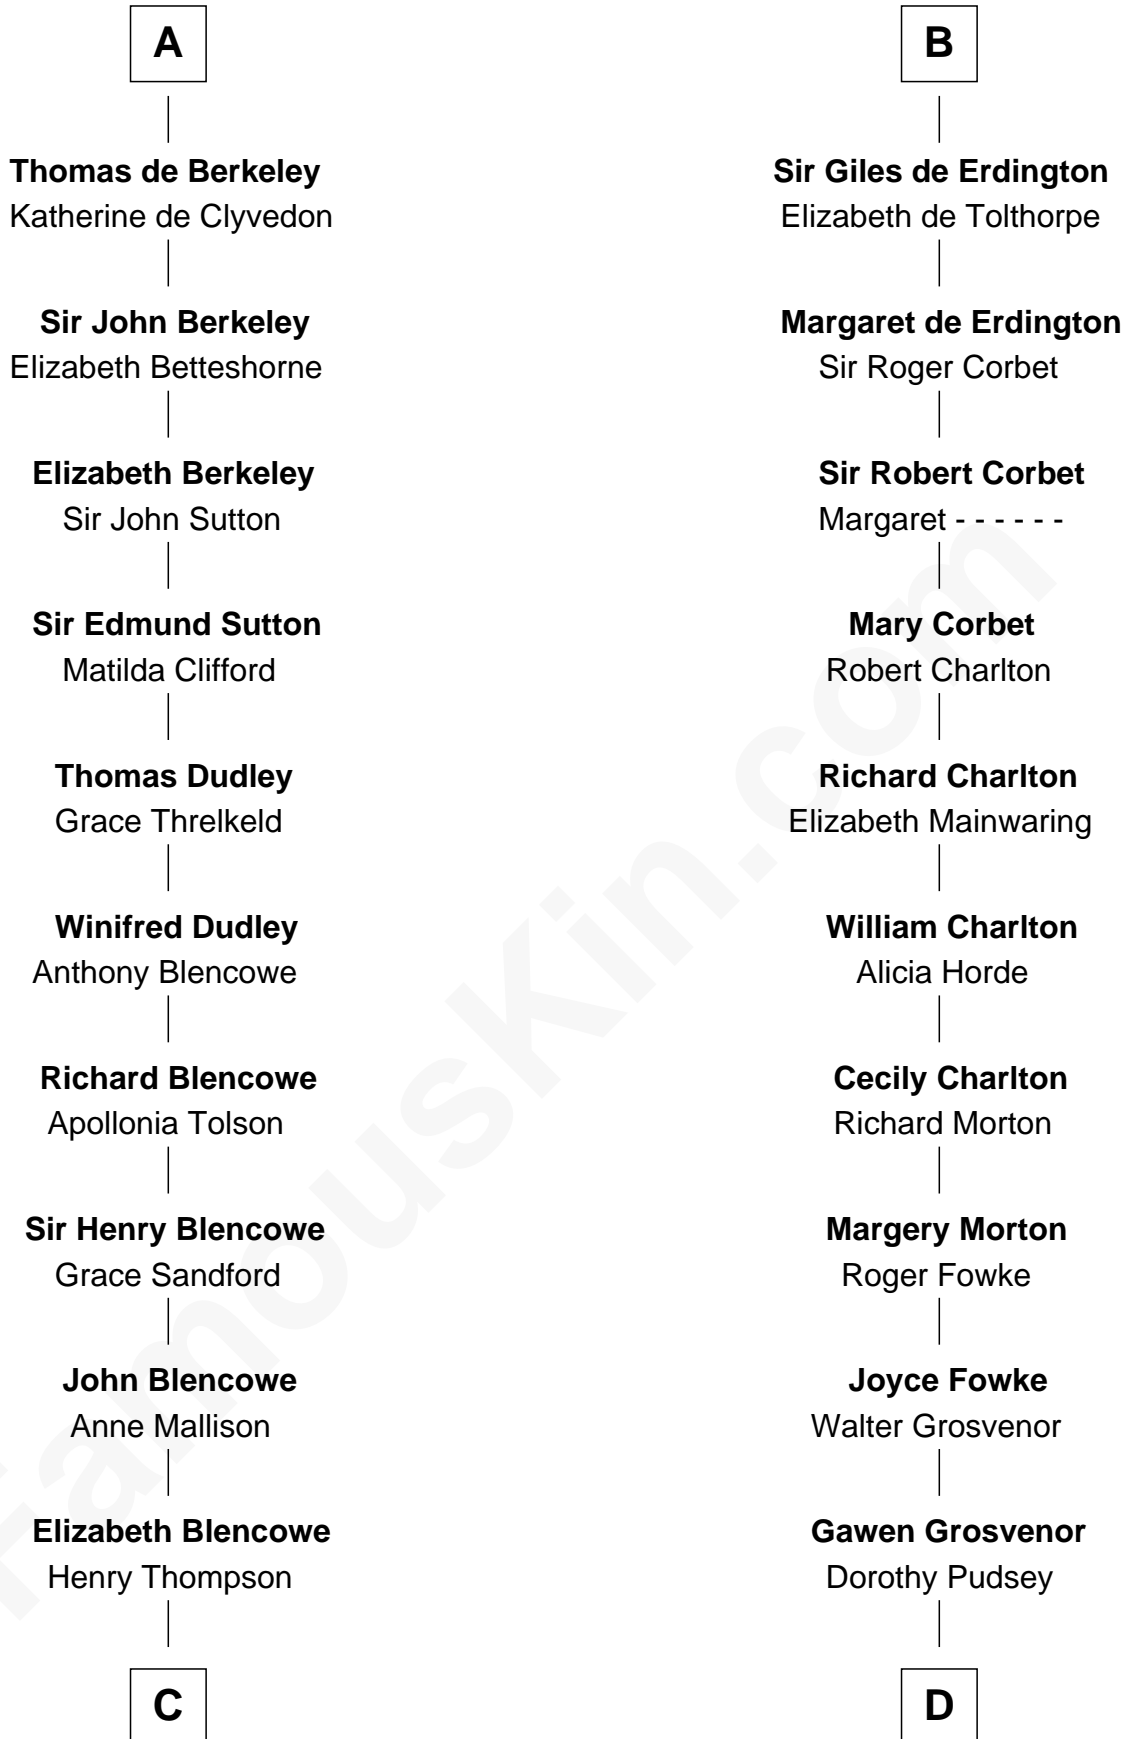 A
Thomas de Berkeley
Katherine de Clyvedon
Sir John Berkeley
Elizabeth Betteshorne
Elizabeth Berkeley
Sir John Sutton
Sir Edmund Sutton
Matilda Clifford
Thomas Dudley
Grace Threlkeld
Winifred Dudley
Anthony Blencowe
Richard Blencowe
Apollonia Tolson
Sir Henry Blencowe
Grace Sandford
John Blencowe
Anne Mallison
Elizabeth Blencowe
Henry Thompson
C
B
Sir Giles de Erdington
Elizabeth de Tolthorpe
Margaret de Erdington
Sir Roger Corbet
Sir Robert Corbet
Margaret - - - - - -
Mary Corbet
Robert Charlton
Richard Charlton
Elizabeth Mainwaring
William Charlton
Alicia Horde
Cecily Charlton
Richard Morton
Margery Morton
Roger Fowke
Joyce Fowke
Walter Grosvenor
Gawen Grosvenor
Dorothy Pudsey
D
FamousKin.com